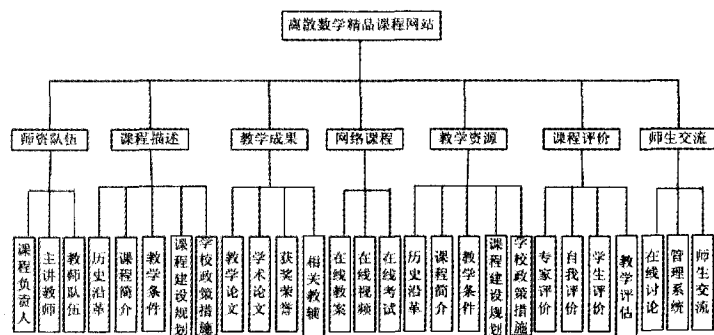 离散数学精品课程网站
师资队伍
课程描述
教学成果
网络课程
教学资源
课程评价
师生交流
课程负责人
主讲教师
教师队伍
历史沿革
课程简介
教学条件
课程建设规划
学校政策措施
教学论文
学术论文
获奖荣誉
相关教辅
在线教案
在线视频
在线考试
历史沿革
课程简介
教学条件
课程建设规划
学校政策措施
专家评价
自我评价
学生评价
教学评估
在线讨论
管理系统
师生交流